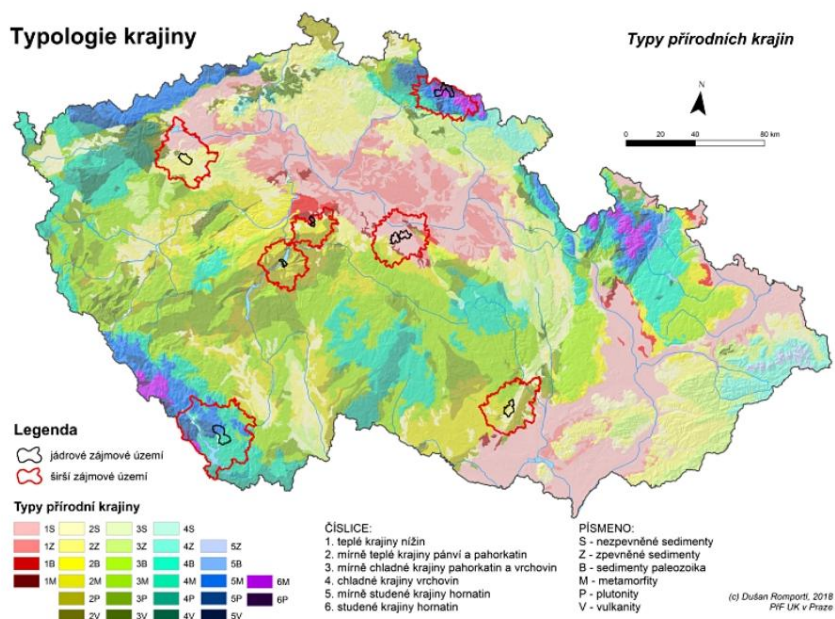 Typologie krajiny
Typy přírodních krajin
N
0 20 40 80 km
Legenda
jádrové zájmové území
širší zájmové území
Typy přírodní krajiny
1S 2S 3S 4S
1Z 2Z 3Z 4Z 5Z
1B 2B 3B 4B 5B
1M 2M 3M 4M 5M 6M
2P 3P 4P 5P 6P
2V 3V 4V 5V
ČÍSLICE:
1. teplé krajiny nížin
2. mírně teplé krajiny pánví a pahorkatin
3. mírně chladné krajiny pahorkatin a vrchovin
4. chladné krajiny vrchovin
5. mírně studené krajiny hornatin
6. studené krajiny hornatin
PÍSMENO:
S - nezpevněné sedimenty
Z - zpevněné sedimenty
B - sedimenty paleozoika
M - metamorfity
P - plutonity
V - vulkanity
(c) Dušan Romportl, 2018
PřF UK v Praze